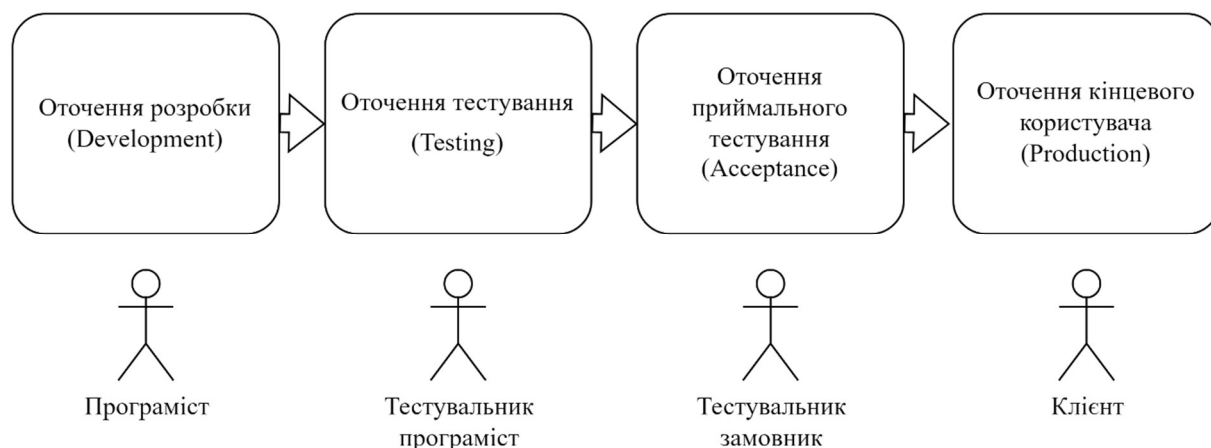 Оточення розробки
(Development)
Оточення тестування
(Testing)
Оточення
приймального
тестування
(Acceptance)
Оточення кінцевого
користувача
(Production)
Програміст
Тестувальник
програміст
Тестувальник
замовник
Клієнт